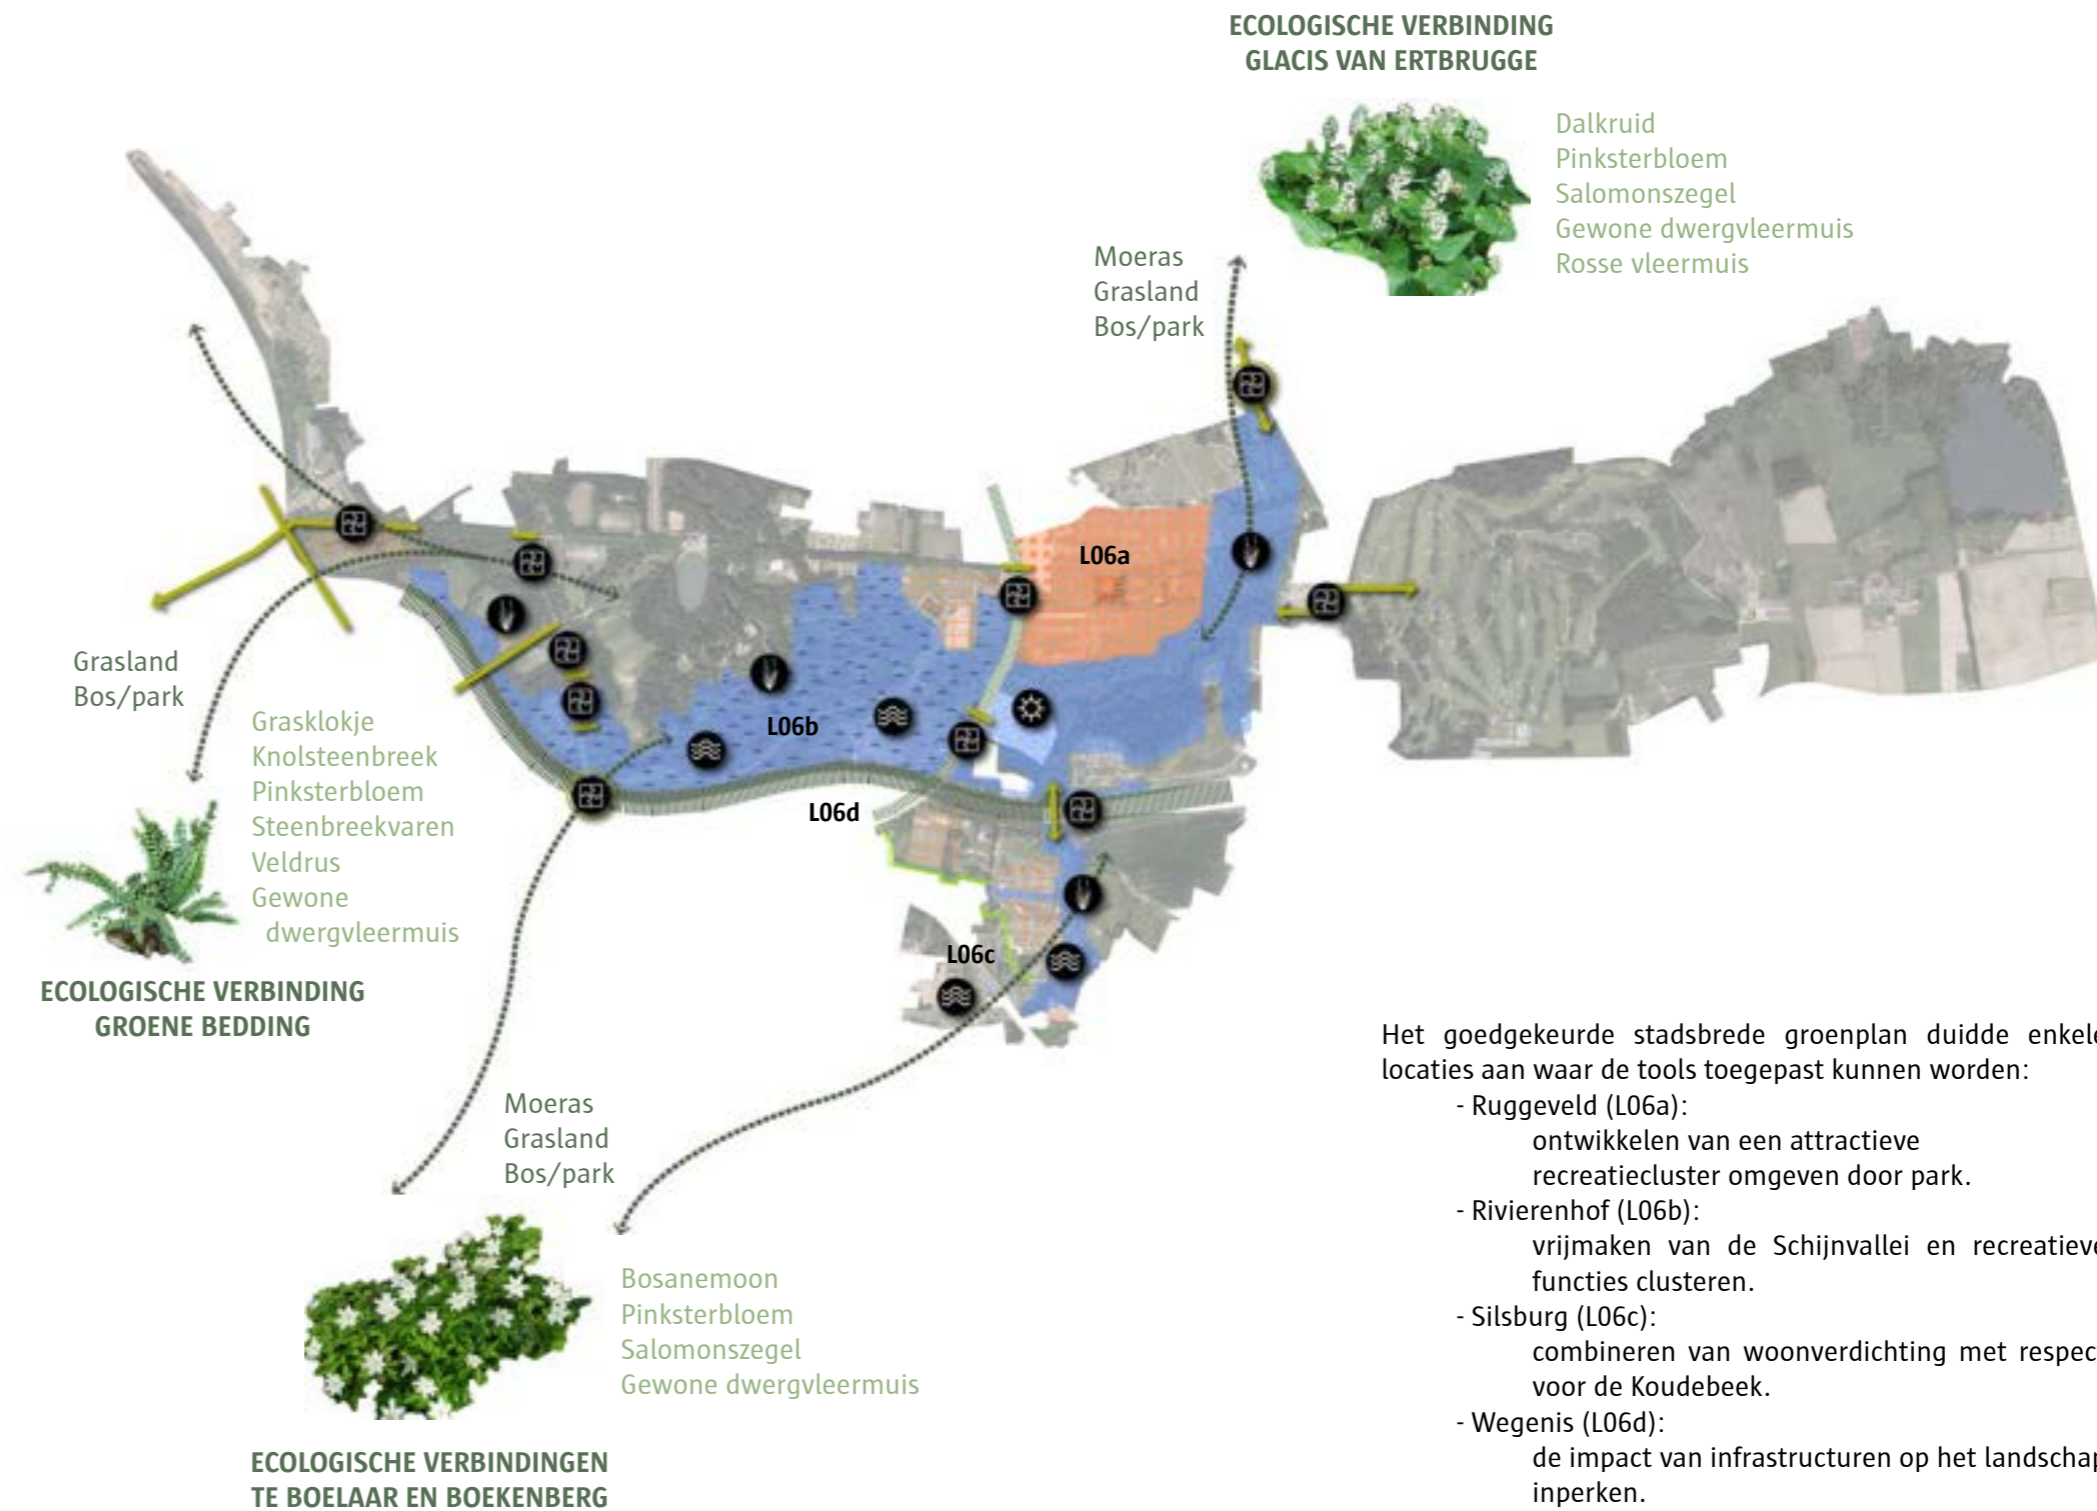 ECOLOGISCHE VERBINDING
GLACIS VAN ERTBRUGGE
Dalkruid
Pinksterbloem
Salomonszegel
Gewone dwergvleermuis
Rosse vleermuis
Moeras
Grasland
Bos/park
L06a
L06b
L06d
L06c
Grasland
Bos/park
Grasklokje
Knolsteenbreek
Pinksterbloem
Steenbreekvaren
Veldrus
Gewone
dwergvleermuis
ECOLOGISCHE VERBINDING
GROENE BEDDING
Moeras
Grasland
Bos/park
Bosanemoon
Pinksterbloem
Salomonszegel
Gewone dwergvleermuis
ECOLOGISCHE VERBINDINGEN
TE BOELAAR EN BOEKENBERG
Het goedgekeurde stadsbrede groenplan duidde enkele
locaties aan waar de tools toegepast kunnen worden:
- Ruggeveld (L06a):
ontwikkelen van een attractieve
recreatiecluster omgeven door park.
- Rivierenhof (L06b):
vrijmaken van de Schijnvallei en recreatieve
functies clusteren.
- Silsburg (L06c):
combineren van woonverdichting met respect
voor de Koudebeek.
- Wegenis (L06d):
de impact van infrastructuren op het landschap
inperken.